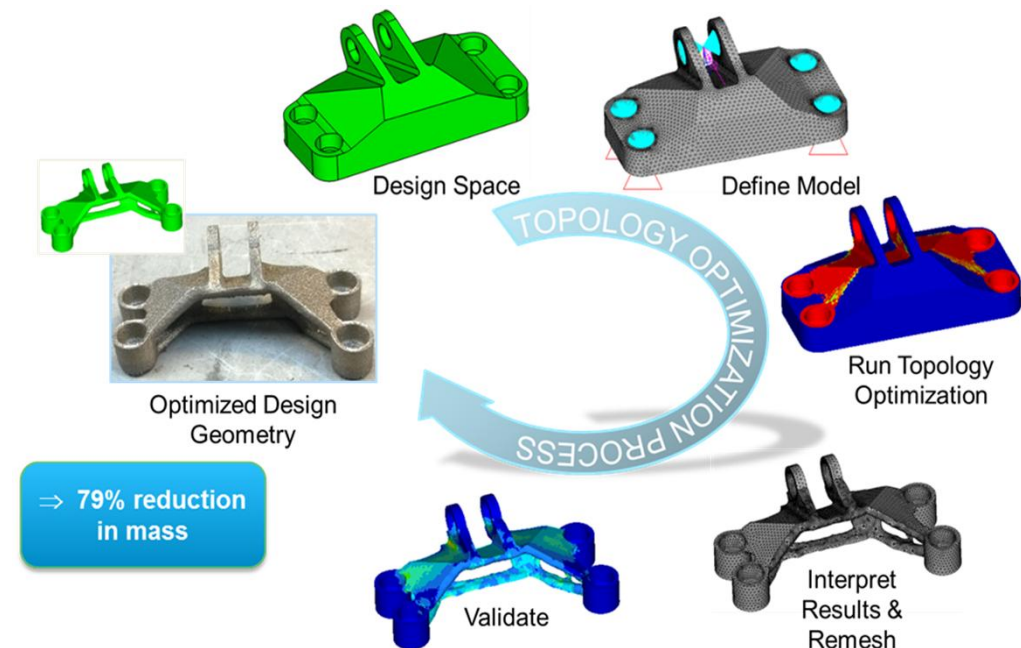 Design Space
Define Model
TOPOLOGY OPTIMIZATION PROCESS
Run Topology
Optimization
Optimized Design
Geometry
⇒ 79% reduction
in mass
Validate
Interpret
Results &
Remesh